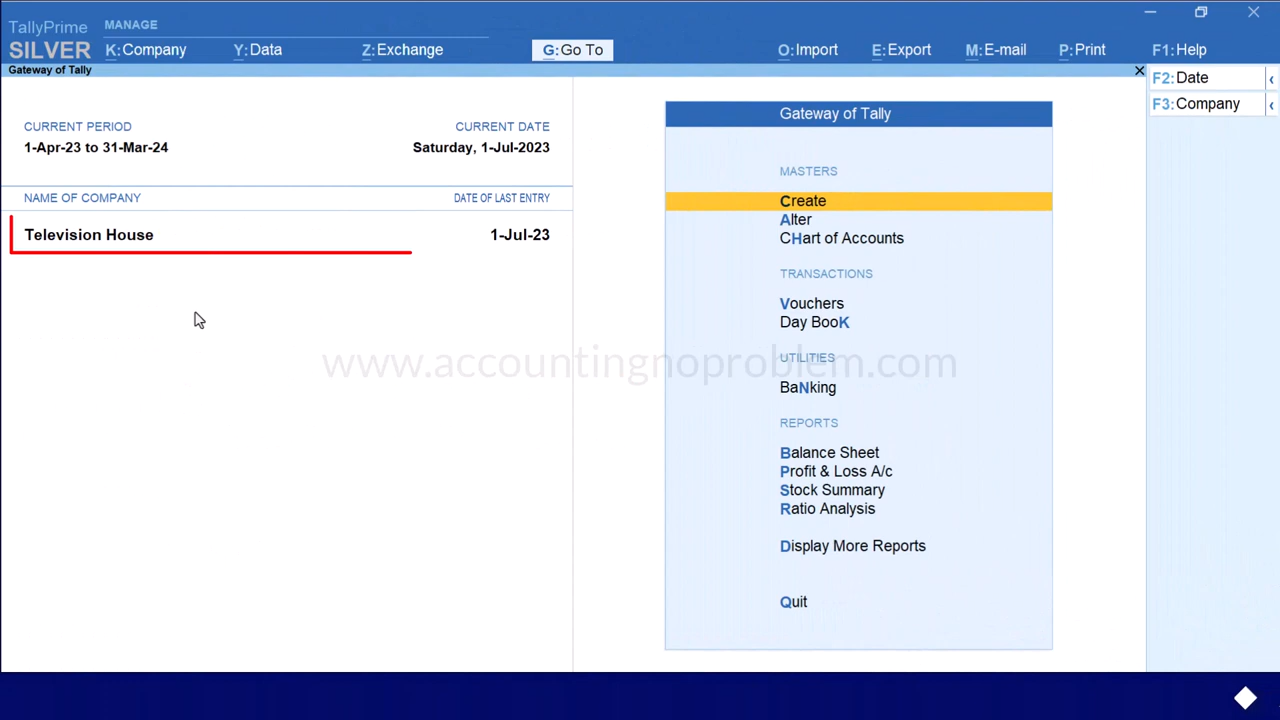 TallyPrime
SILVER
MANAGE
K:Company
Y:Data
Z:Exchange
G:Go To
O:Import
E:Export
M:E-mail
P:Print
F1:Help
Gateway of Tally
F2:Date
F3:Company
CURRENT PERIOD
CURRENT DATE
1-Apr-23 to 31-Mar-24
Saturday, 1-Jul-2023
NAME OF COMPANY
DATE OF LAST ENTRY
Television House
1-Jul-23
Gateway of Tally
MASTERS
Create
Alter
CHart of Accounts
TRANSACTIONS
Vouchers
Day BooK
UTILITIES
BaNking
REPORTS
Balance Sheet
Profit & Loss A/c
Stock Summary
Ratio Analysis
Display More Reports
Quit
www.accountingnoproblem.com